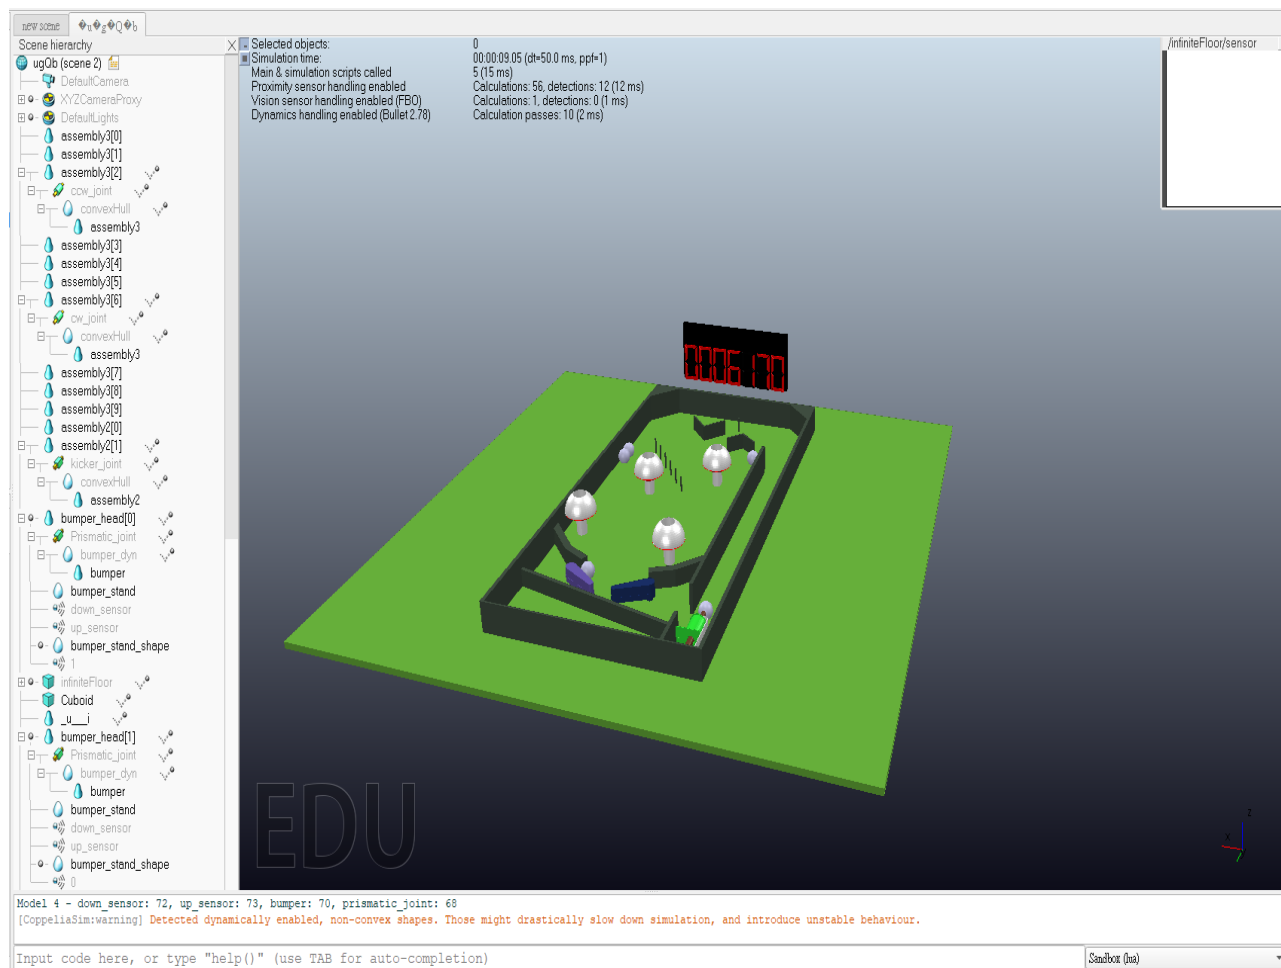 new scene
�u�g�Q�b
Scene hierarchy
ugQb (scene 2)
DefaultCamera
XYZCameraProxy
DefaultLights
assembly3[0]
assembly3[1]
assembly3[2]
ccw_joint
convexHull
assembly3
assembly3[3]
assembly3[4]
assembly3[5]
assembly3[6]
cw_joint
convexHull
assembly3
assembly3[7]
assembly3[8]
assembly3[9]
assembly2[0]
assembly2[1]
kicker_joint
convexHull
assembly2
bumper_head[0]
Prismatic_joint
bumper_dyn
bumper
bumper_stand
down_sensor
up_sensor
bumper_stand_shape
1
infiniteFloor
Cuboid
_u__i
bumper_head[1]
Prismatic_joint
bumper_dyn
bumper
bumper_stand
down_sensor
up_sensor
bumper_stand_shape
0
Selected objects: 0
Simulation time: 00:00:09.05 (dt=50.0 ms, ppf=1)
Main & simulation scripts called 5 (15 ms)
Proximity sensor handling enabled Calculations: 56, detections: 12 (12 ms)
Vision sensor handling enabled (FBO) Calculations: 1, detections: 0 (1 ms)
Dynamics handling enabled (Bullet 2.78) Calculation passes: 10 (2 ms)
/infiniteFloor/sensor
0006170
EDU
z
x
Model 4 - down_sensor: 72, up_sensor: 73, bumper: 70, prismatic_joint: 68
[CoppeliaSim:warning] Detected dynamically enabled, non-convex shapes. Those might drastically slow down simulation, and introduce unstable behaviour.
Input code here, or type "help()" (use TAB for auto-completion)
Sandbox (lua)